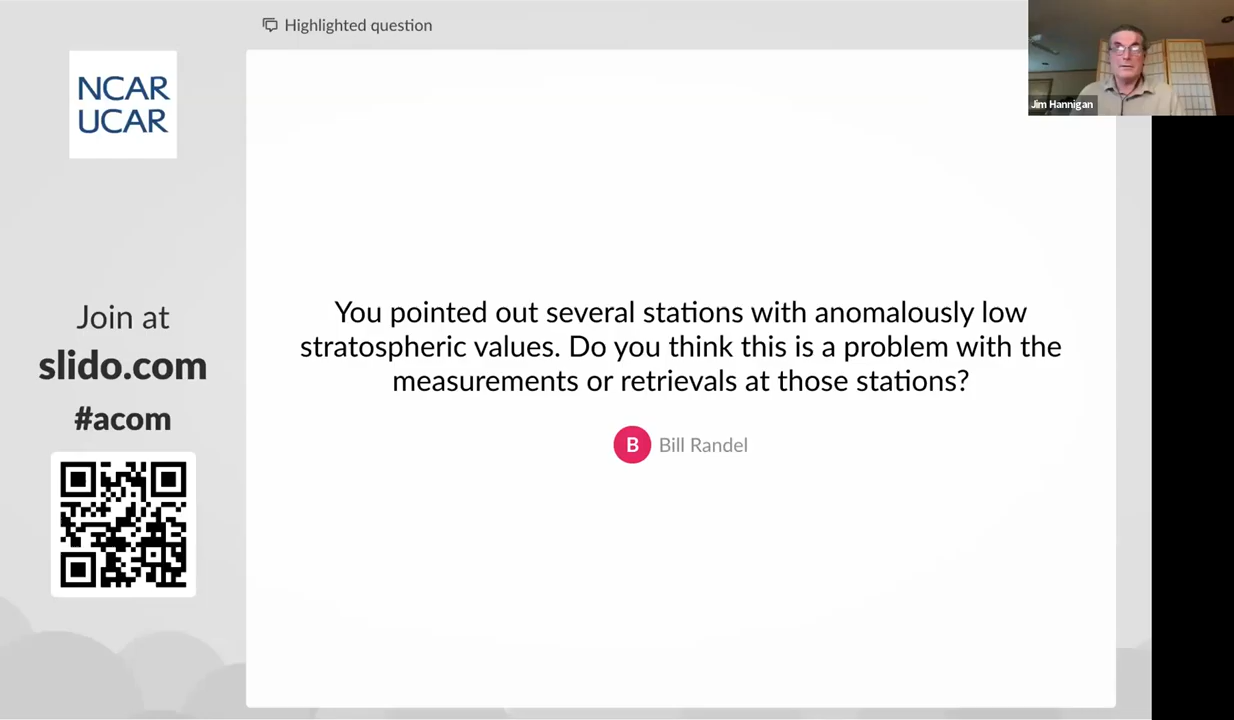 Highlighted question
NCAR
UCAR
Jim Hannigan
Join at
slido.com
#acom
You pointed out several stations with anomalously low
stratospheric values. Do you think this is a problem with the
measurements or retrievals at those stations?
B Bill Randel